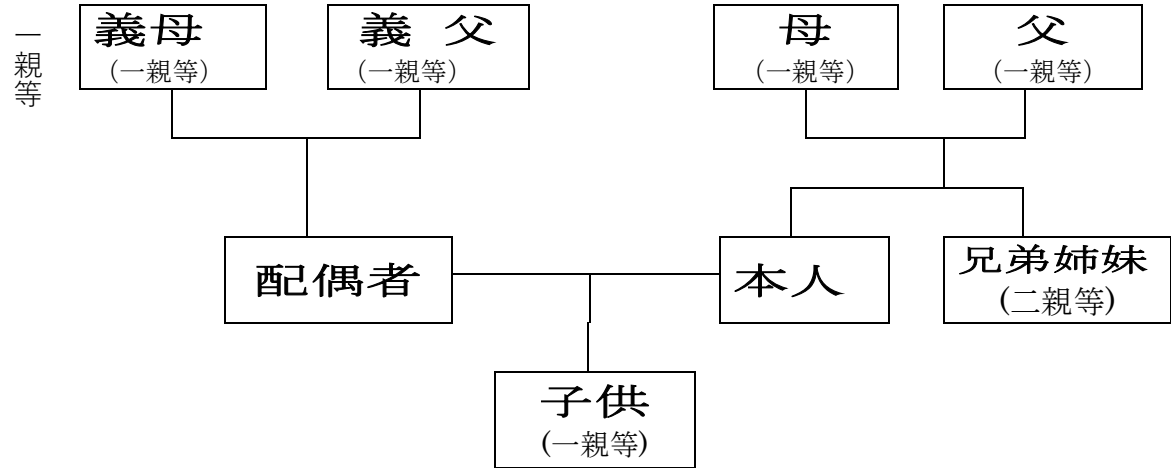 一親等
義母
(一親等)
義 父
(一親等)
母
(一親等)
父
(一親等)
配偶者
本人
兄弟姉妹
(二親等)
子供
(一親等)